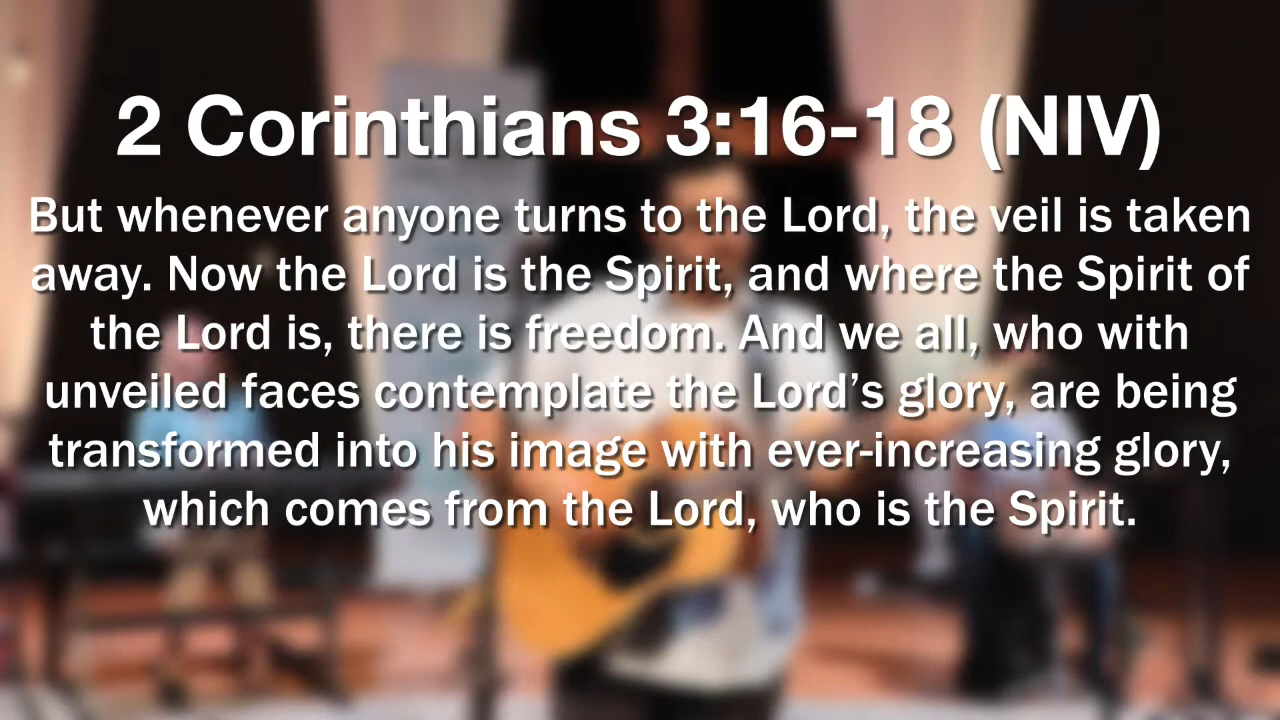 2 Corinthians 3:16-18 (NIV)
But whenever anyone turns to the Lord, the veil is taken
away. Now the Lord is the Spirit, and where the Spirit of
the Lord is, there is freedom. And we all, who with
unveiled faces contemplate the Lord’s glory, are being
transformed into his image with ever-increasing glory,
which comes from the Lord, who is the Spirit.